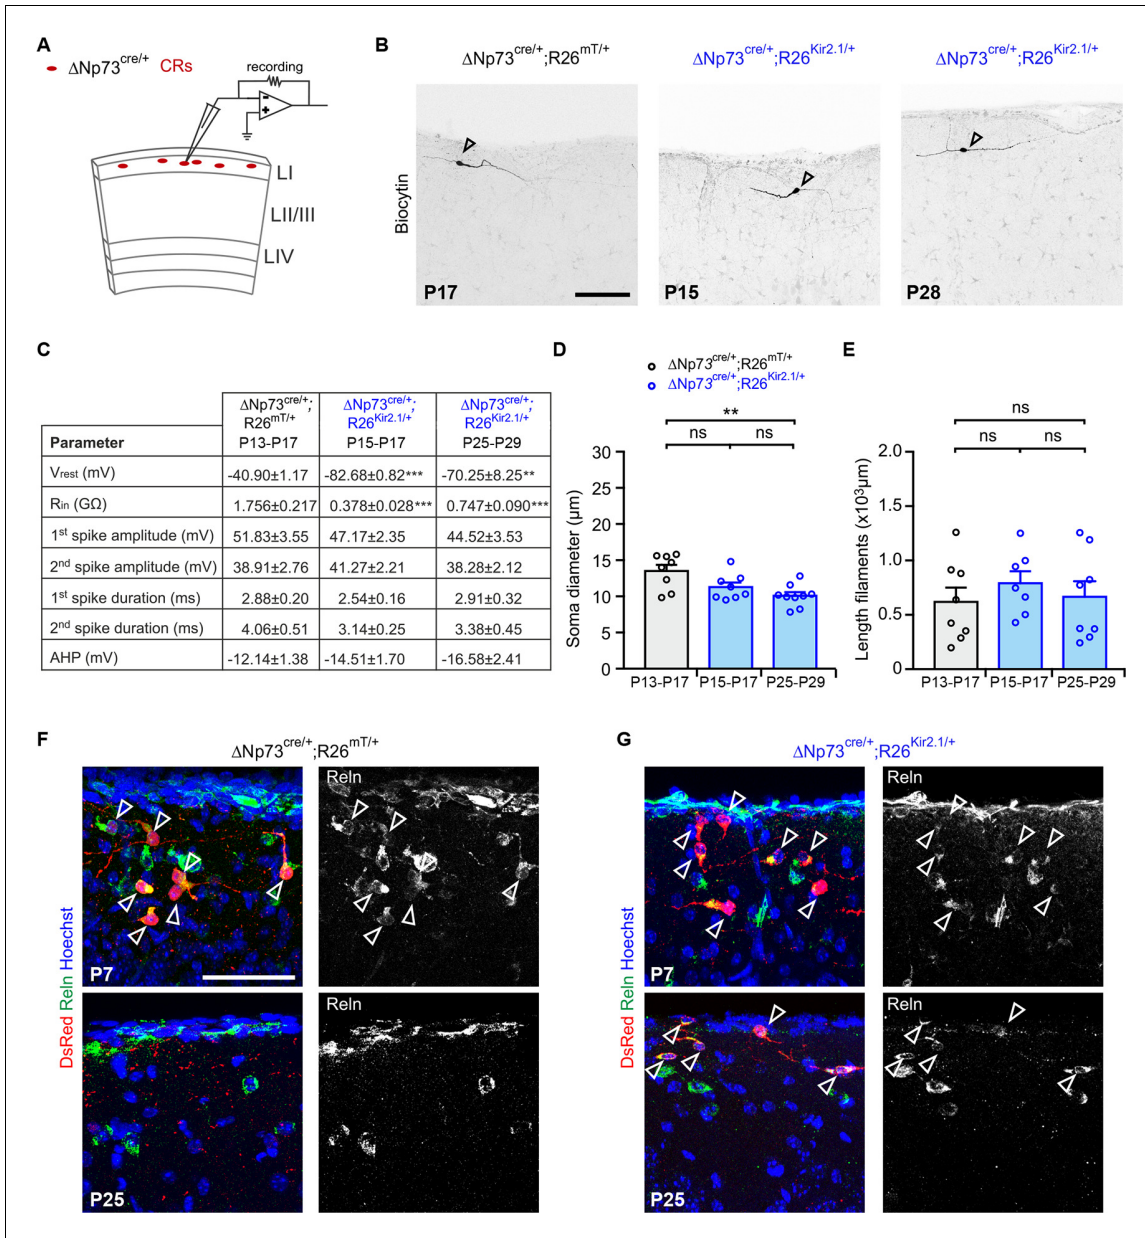 A
ΔNp73cre/+ CRs
recording
LI
LII/III
LIV
B
ΔNp73cre/+;R26mT/+
ΔNp73cre/+;R26Kir2.1/+
ΔNp73cre/+;R26Kir2.1/+
Biocytin
P17
P15
P28
C
ΔNp73cre/+; ΔNp73cre/+; ΔNp73cre/+;
R26mT/+ R26Kir2.1/+ R26Kir2.1/+
Parameter P13-P17 P15-P17 P25-P29
Vrest (mV) -40.90±1.17 -82.68±0.82*** -70.25±8.25**
Rin (GΩ) 1.756±0.217 0.378±0.028*** 0.747±0.090***
1st spike amplitude (mV) 51.83±3.55 47.17±2.35 44.52±3.53
2nd spike amplitude (mV) 38.91±2.76 41.27±2.21 38.28±2.12
1st spike duration (ms) 2.88±0.20 2.54±0.16 2.91±0.32
2nd spike duration (ms) 4.06±0.51 3.14±0.25 3.38±0.45
AHP (mV) -12.14±1.38 -14.51±1.70 -16.58±2.41
D
ΔNp73cre/+;R26mT/+
ΔNp73cre/+;R26Kir2.1/+
**
ns ns
Soma diameter (µm)
30
25
20
15
10
5
0
P13-P17 P15-P17 P25-P29
E
ns
ns ns
Length filaments (x10³µm)
2.0
1.5
1.0
0.5
0
P13-P17 P15-P17 P25-P29
F
ΔNp73cre/+;R26mT/+
DsRed Reln Hoechst
P7
Reln
P25
Reln
G
ΔNp73cre/+;R26Kir2.1/+
DsRed Reln Hoechst
P7
Reln
P25
Reln